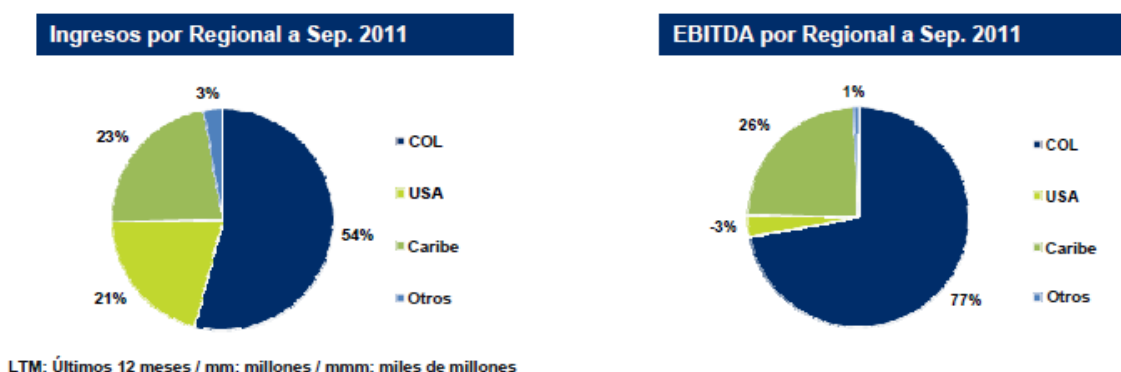 Ingresos por Regional a Sep. 2011
3%
23%
54%
21%
COL
USA
Caribe
Otros
EBITDA por Regional a Sep. 2011
1%
26%
-3%
77%
COL
USA
Caribe
Otros
LTM: Últimos 12 meses / mm: millones / mmm: miles de millones